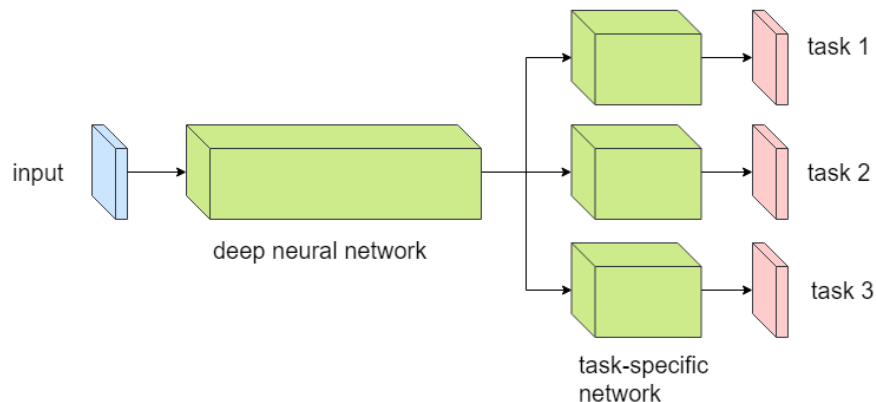 input
deep neural network
task 1
task 2
task 3
task-specific
network